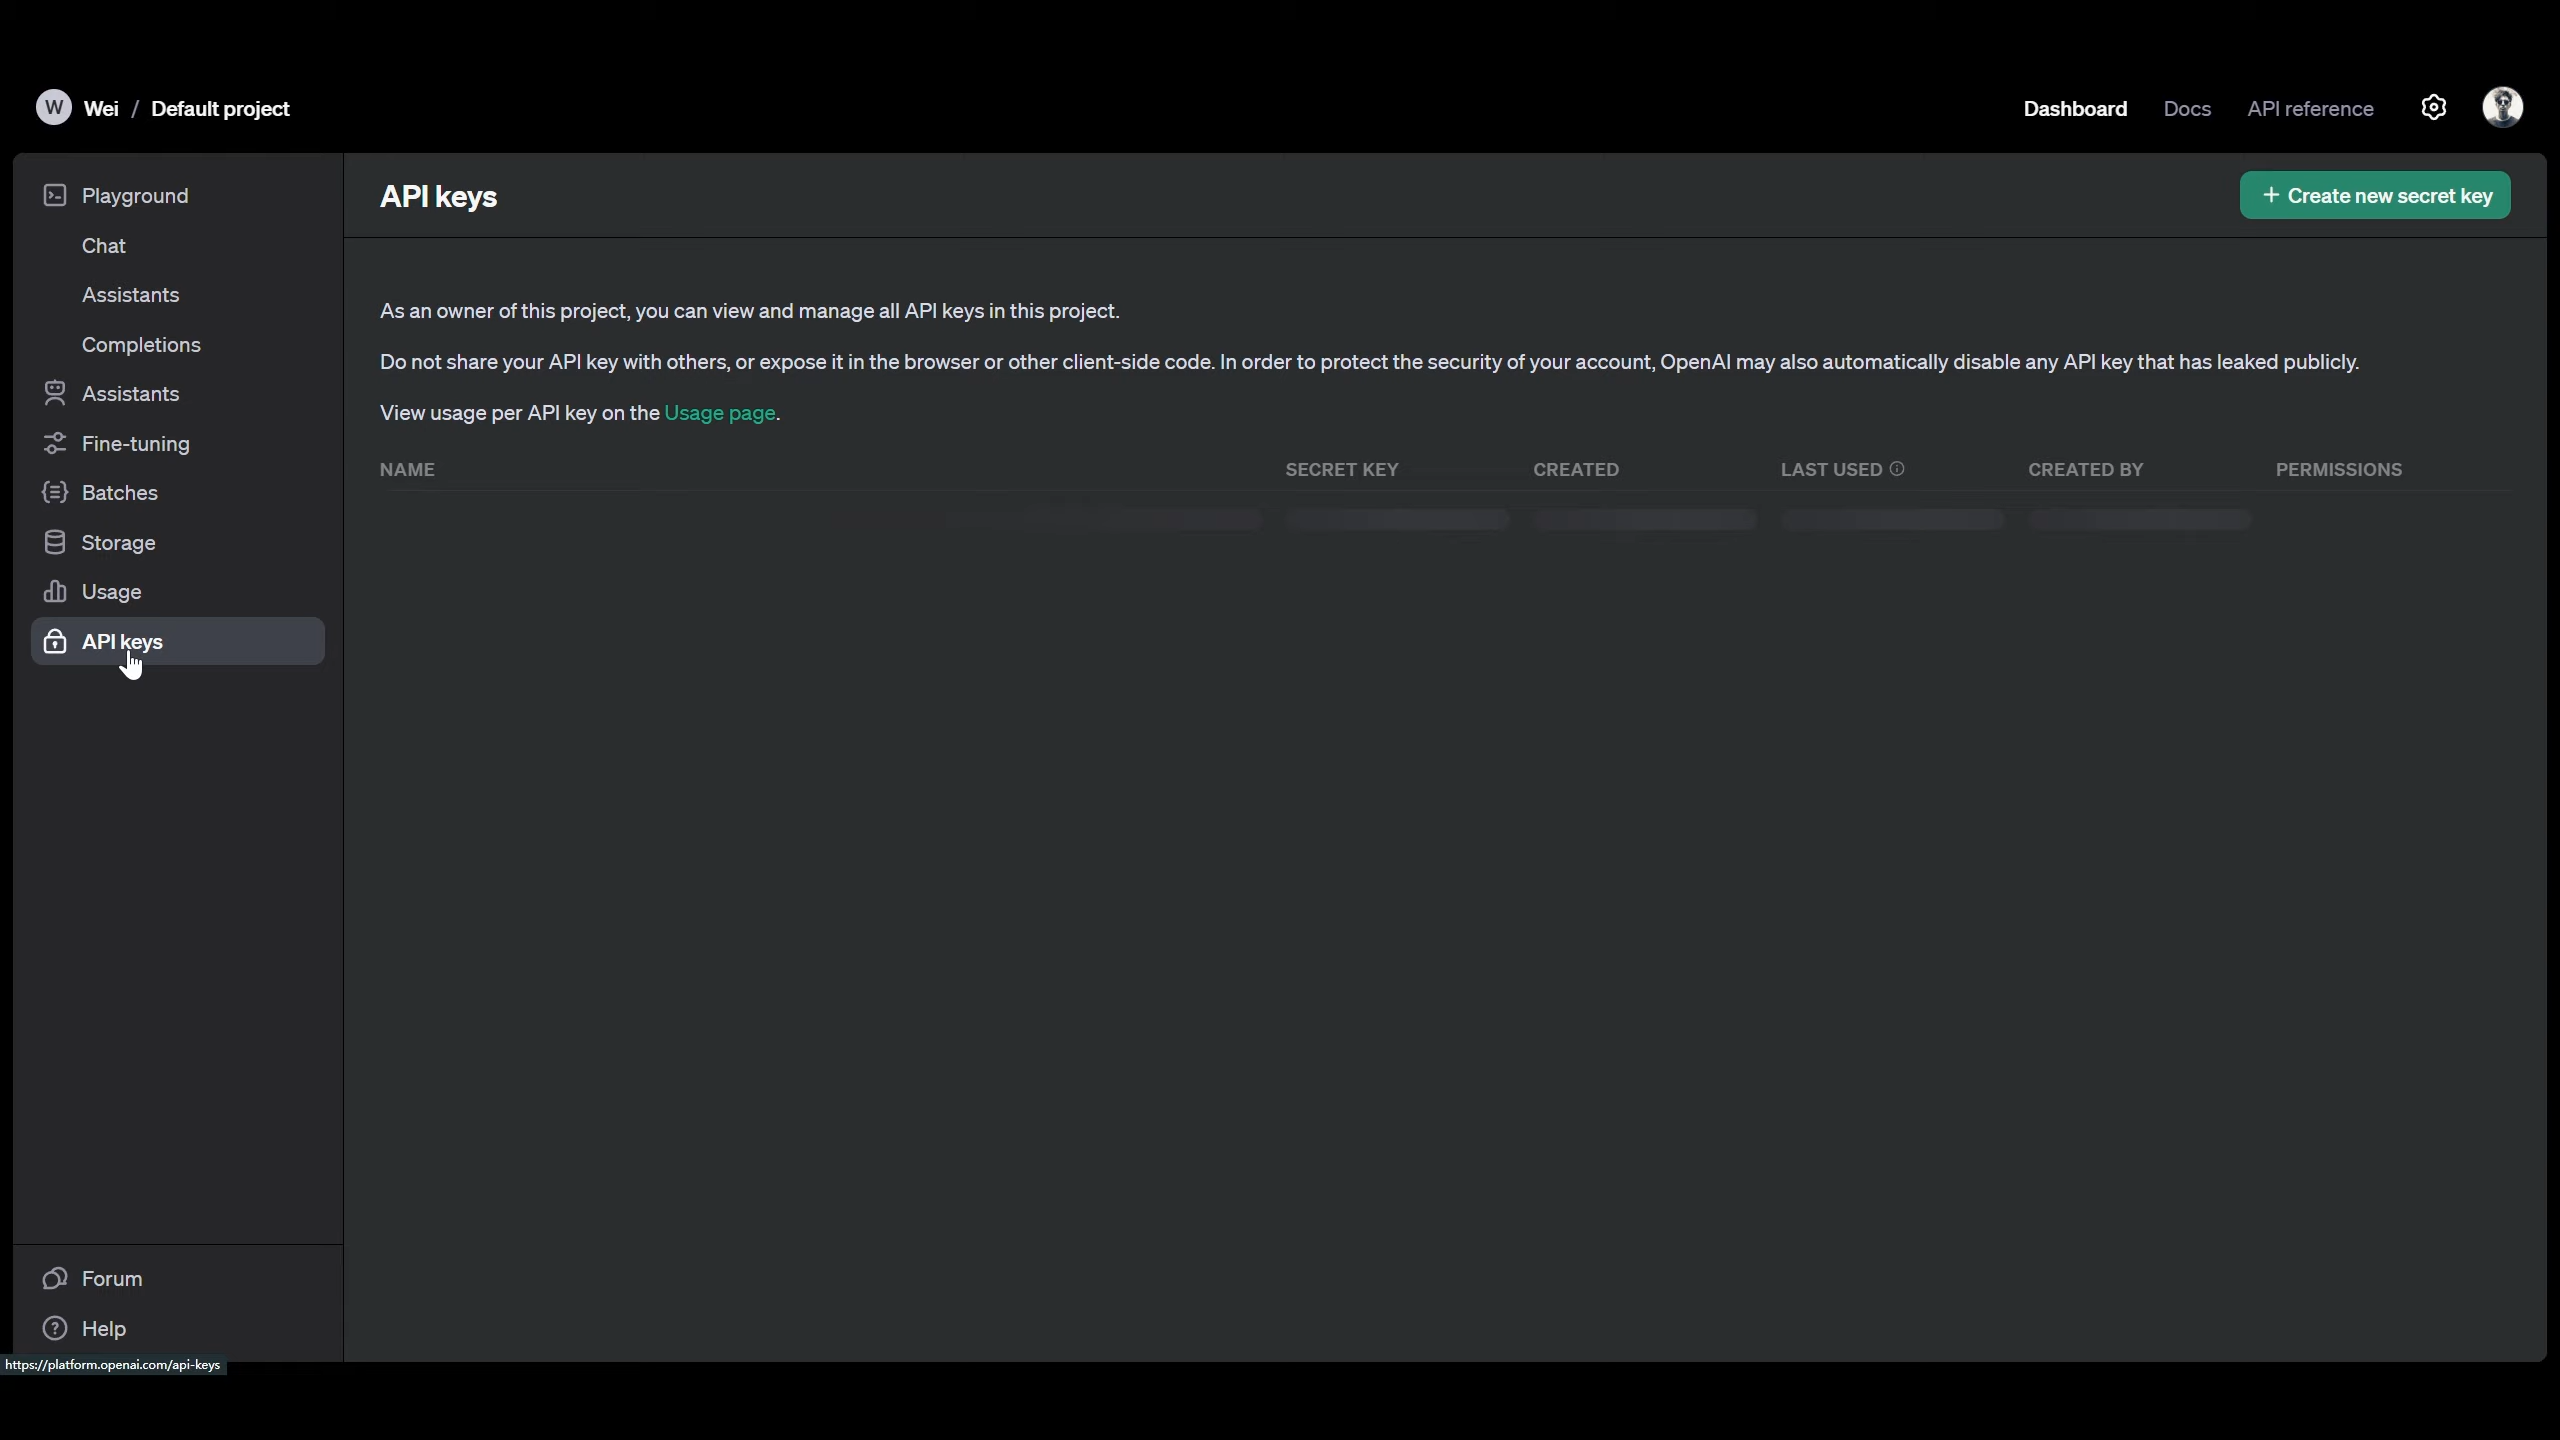 W Wei / Default project
Dashboard Docs API reference
Playground
Chat
Assistants
Completions
Assistants
Fine-tuning
Batches
Storage
Usage
API keys
Forum
Help
API keys
+ Create new secret key
As an owner of this project, you can view and manage all API keys in this project.
Do not share your API key with others, or expose it in the browser or other client-side code. In order to protect the security of your account, OpenAI may also automatically disable any API key that has leaked publicly.
View usage per API key on the Usage page.
NAME SECRET KEY CREATED LAST USED CREATED BY PERMISSIONS
https://platform.openai.com/api-keys